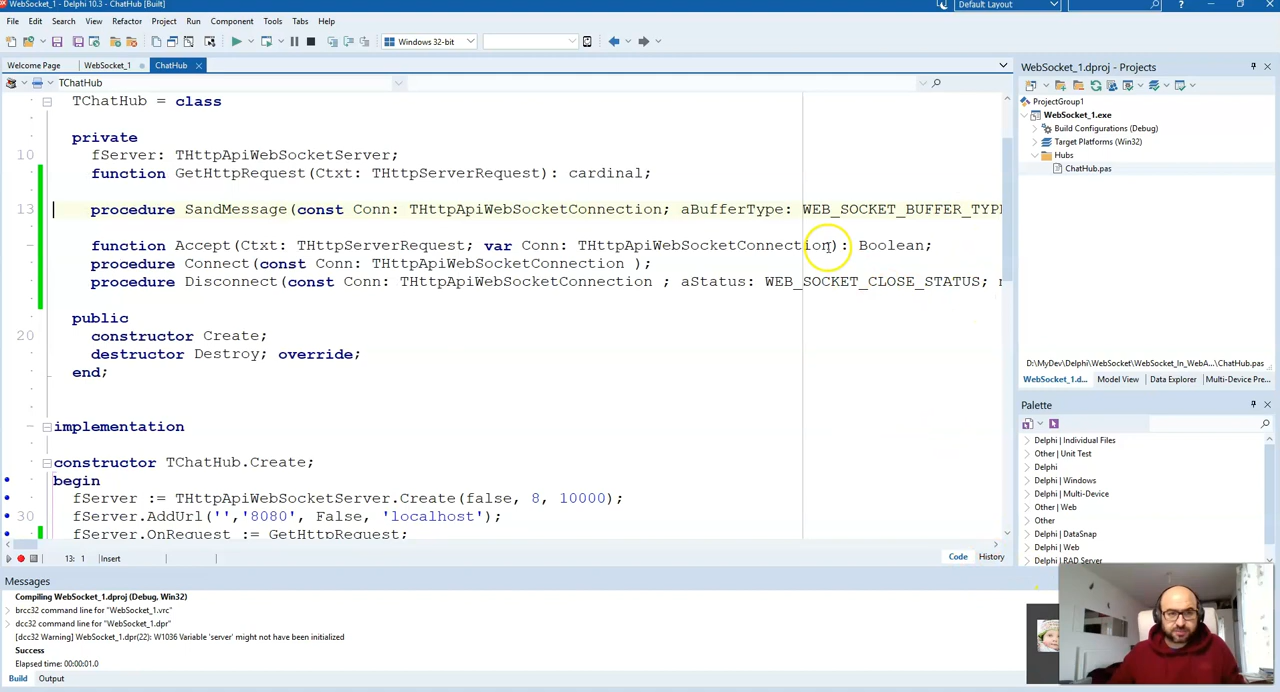 WebSocket_1 - Delphi 10.3 - ChatHub [Built]
Default Layout
File Edit Search View Refactor Project Run Component Tools Tabs Help
Windows 32-bit
Welcome Page WebSocket_1 ChatHub
TChatHub
TChatHub = class
private
10 fServer: THttpApiWebSocketServer;
function GetHttpRequest(Ctxt: THttpServerRequest): cardinal;
13 procedure SandMessage(const Conn: THttpApiWebSocketConnection; aBufferType: WEB_SOCKET_BUFFER_TYPE
function Accept(Ctxt: THttpServerRequest; var Conn: THttpApiWebSocketConnection): Boolean;
procedure Connect(const Conn: THttpApiWebSocketConnection );
procedure Disconnect(const Conn: THttpApiWebSocketConnection ; aStatus: WEB_SOCKET_CLOSE_STATUS;
public
20 constructor Create;
destructor Destroy; override;
end;
implementation
constructor TChatHub.Create;
begin
fServer := THttpApiWebSocketServer.Create(false, 8, 10000);
30 fServer.AddUrl('','8080', False, 'localhost');
fServer.OnRequest := GetHttpRequest;
13: 1 Insert
Code History
Messages
Compiling WebSocket_1.dproj (Debug, Win32)
brcc32 command line for "WebSocket_1.vrc"
dcc32 command line for "WebSocket_1.dpr"
[dcc32 Warning] WebSocket_1.dpr(22): W1036 Variable 'server' might not have been initialized
Success
Elapsed time: 00:00:01.0
Build Output
WebSocket_1.dproj - Projects
ProjectGroup1
WebSocket_1.exe
Build Configurations (Debug)
Target Platforms (Win32)
Hubs
ChatHub.pas
D:\MyDev\Delphi\WebSocket\WebSocket_In_WebA...\ChatHub.pas
WebSocket_1.d... Model View Data Explorer Multi-Device Pre...
Palette
Delphi | Individual Files
Other | Unit Test
Delphi
Delphi | Windows
Delphi | Multi-Device
Other | Web
Other
Delphi | DataSnap
Delphi | Web
Delphi | RAD Server